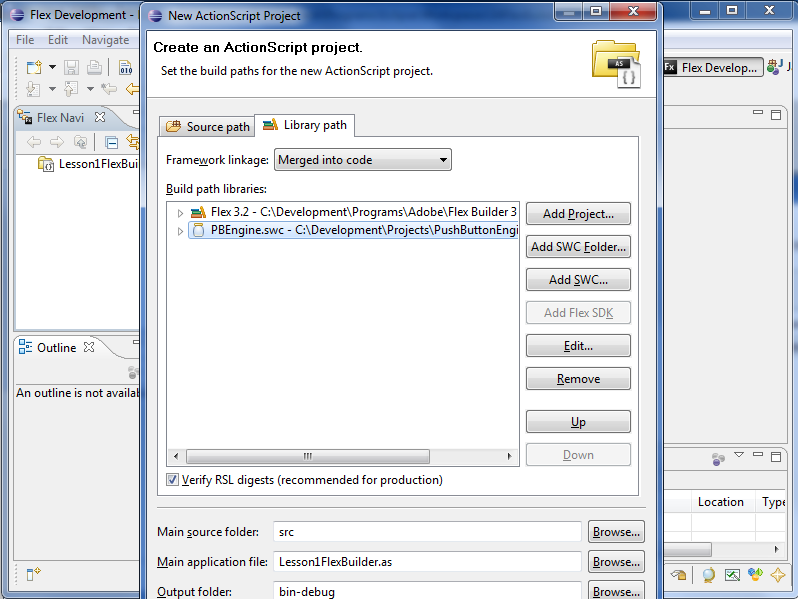 Flex Development -
New ActionScript Project
File Edit Navigate
Create an ActionScript project.
Set the build paths for the new ActionScript project.
AS
{}
Fx Flex Develop...
010
Flex Navi
Source path
Library path
Lesson1FlexBui
Framework linkage: Merged into code
Build path libraries:
Flex 3.2 - C:\Development\Programs\Adobe\Flex Builder 3
PBEngine.swc - C:\Development\Projects\PushButtonEngi
Add Project...
Add SWC Folder...
Add SWC...
Add Flex SDK
Edit...
Remove
Up
Down
Outline
An outline is not availab
Verify RSL digests (recommended for production)
Location Type
Main source folder: src Browse...
Main application file: Lesson1FlexBuilder.as Browse...
Output folder: bin-debug Browse...